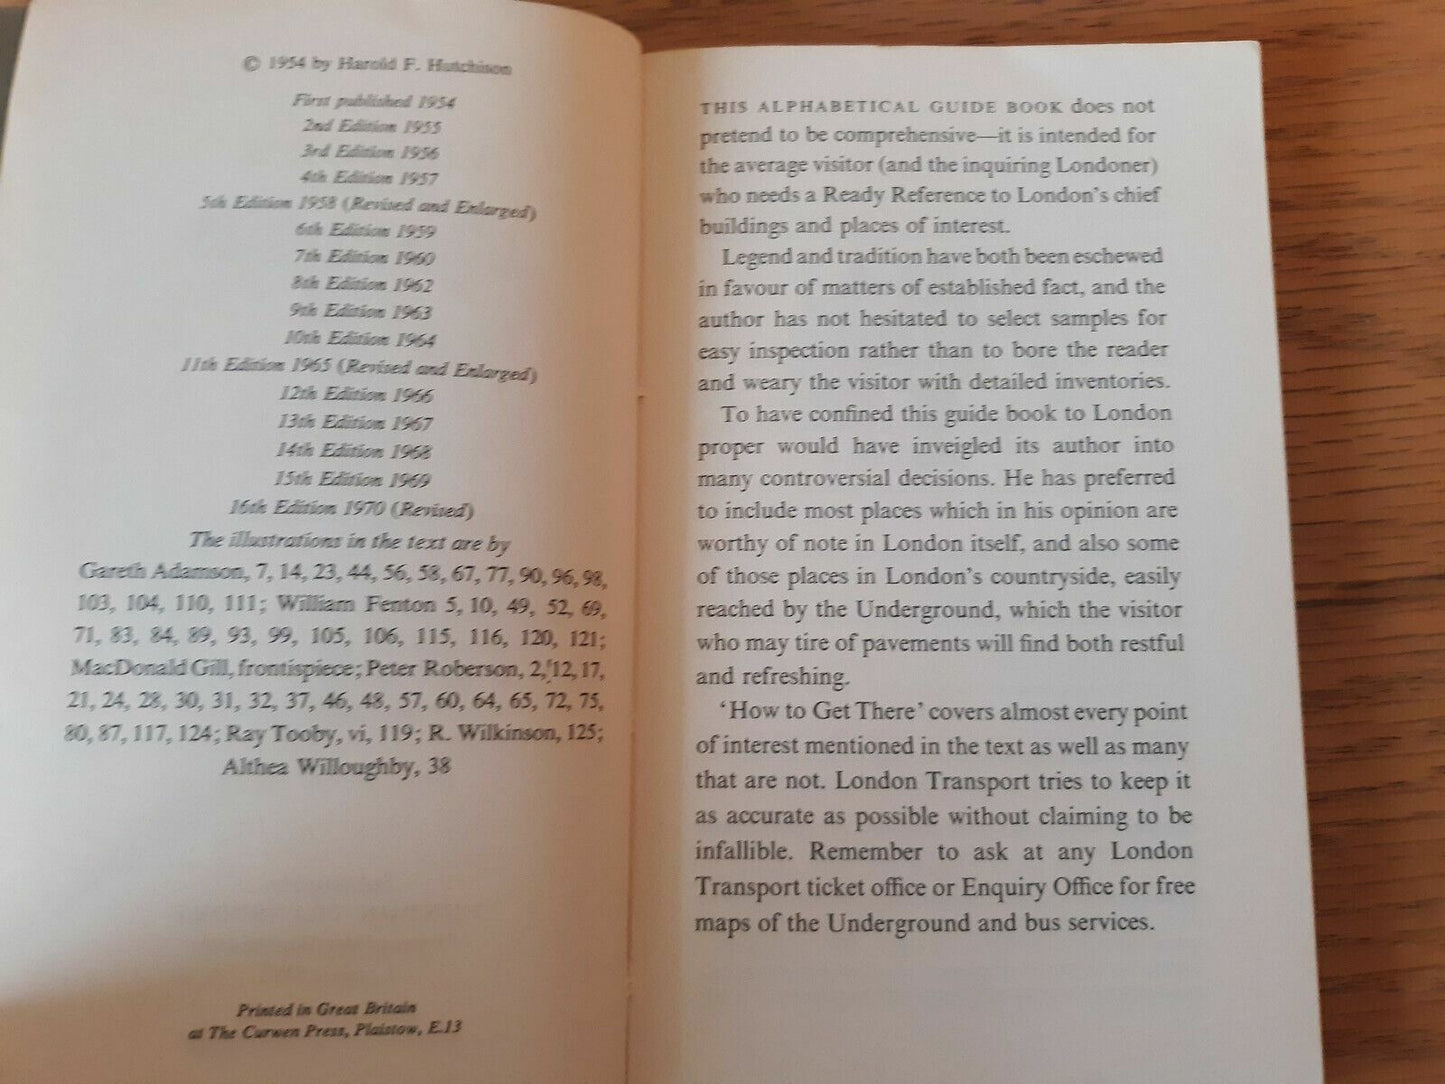 © 1954 by Harold F. Hutchison
First published 1954
2nd Edition 1955
3rd Edition 1956
4th Edition 1957
5th Edition 1958 (Revised and Enlarged)
6th Edition 1959
7th Edition 1960
8th Edition 1962
9th Edition 1963
10th Edition 1964
11th Edition 1965 (Revised and Enlarged)
12th Edition 1966
13th Edition 1967
14th Edition 1968
15th Edition 1969
16th Edition 1970 (Revised)
The illustrations in the text are by
Gareth Adamson, 7, 14, 23, 44, 56, 58, 67, 77, 90, 96, 98,
103, 104, 110, 111; William Fenton 5, 10, 49, 52, 69,
71, 83, 84, 89, 93, 99, 105, 106, 115, 116, 120, 121;
MacDonald Gill, frontispiece; Peter Roberson, 2, 12, 17,
21, 24, 28, 30, 31, 32, 37, 46, 48, 57, 60, 64, 65, 72, 75,
80, 87, 117, 124; Ray Tooby, vi, 119; R. Wilkinson, 125;
Althea Willoughby, 38
Printed in Great Britain
at The Curwen Press, Plaistow, E.13
THIS ALPHABETICAL GUIDE BOOK does not
pretend to be comprehensive—it is intended for
the average visitor (and the inquiring Londoner)
who needs a Ready Reference to London's chief
buildings and places of interest.
Legend and tradition have both been eschewed
in favour of matters of established fact, and the
author has not hesitated to select samples for
easy inspection rather than to bore the reader
and weary the visitor with detailed inventories.
To have confined this guide book to London
proper would have inveigled its author into
many controversial decisions. He has preferred
to include most places which in his opinion are
worthy of note in London itself, and also some
of those places in London's countryside, easily
reached by the Underground, which the visitor
who may tire of pavements will find both restful
and refreshing.
'How to Get There' covers almost every point
of interest mentioned in the text as well as many
that are not. London Transport tries to keep it
as accurate as possible without claiming to be
infallible. Remember to ask at any London
Transport ticket office or Enquiry Office for free
maps of the Underground and bus services.